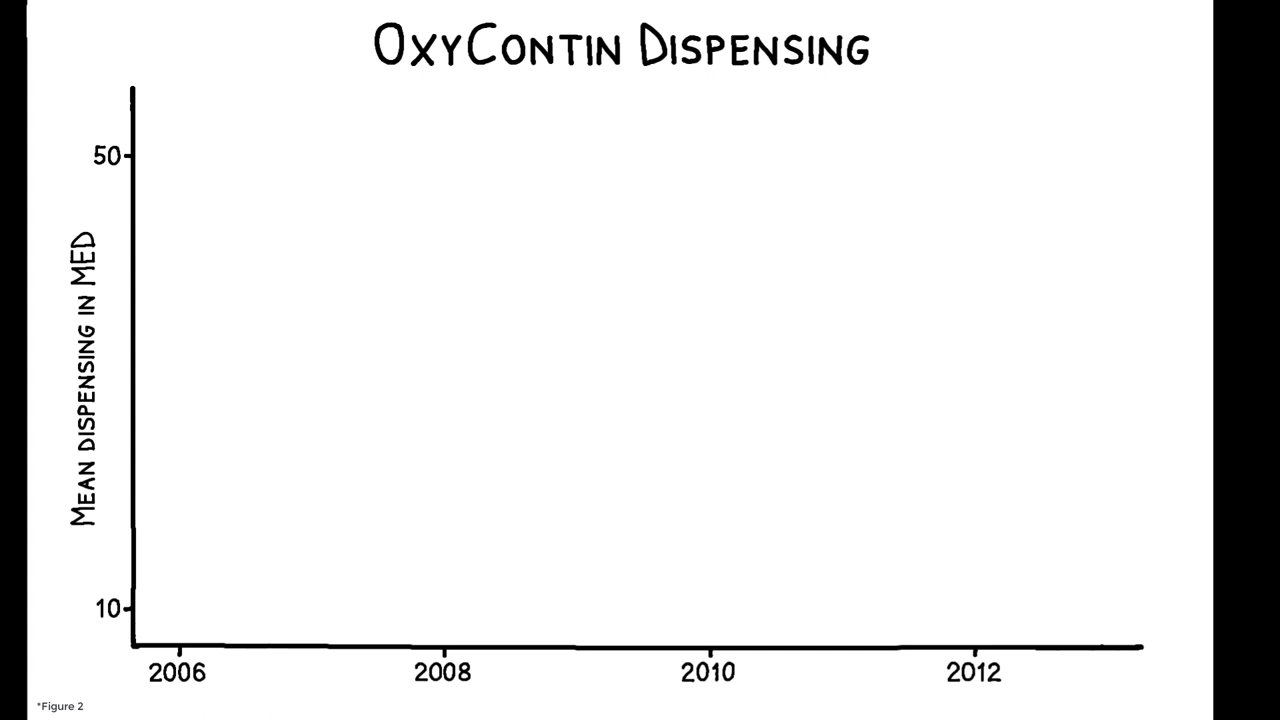 OxyContin Dispensing
50
Mean dispensing in MED
10
2006 2008 2010 2012
*Figure 2